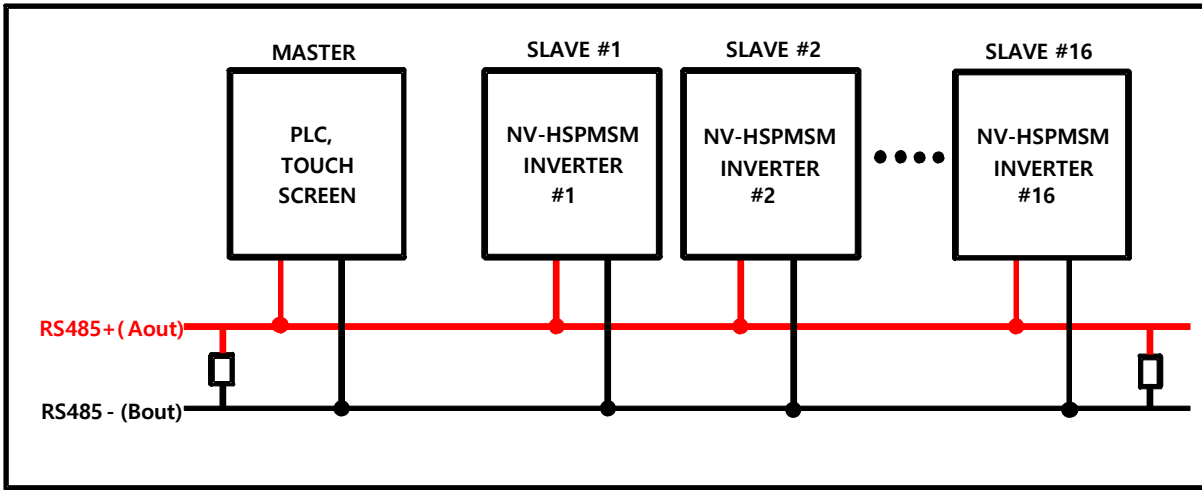 MASTER
SLAVE #1
SLAVE #2
SLAVE #16
PLC,
TOUCH
SCREEN
NV-HSPMSM
INVERTER
#1
NV-HSPMSM
INVERTER
#2
NV-HSPMSM
INVERTER
#16
RS485+( Aout)
RS485 - (Bout)